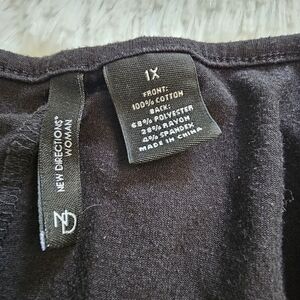 1X
FRONT:
100% COTTON
BACK:
68% POLYESTER
28% RAYON
4% SPANDEX
MADE IN CHINA
NEW DIRECTIONS®
WOMAN
ND